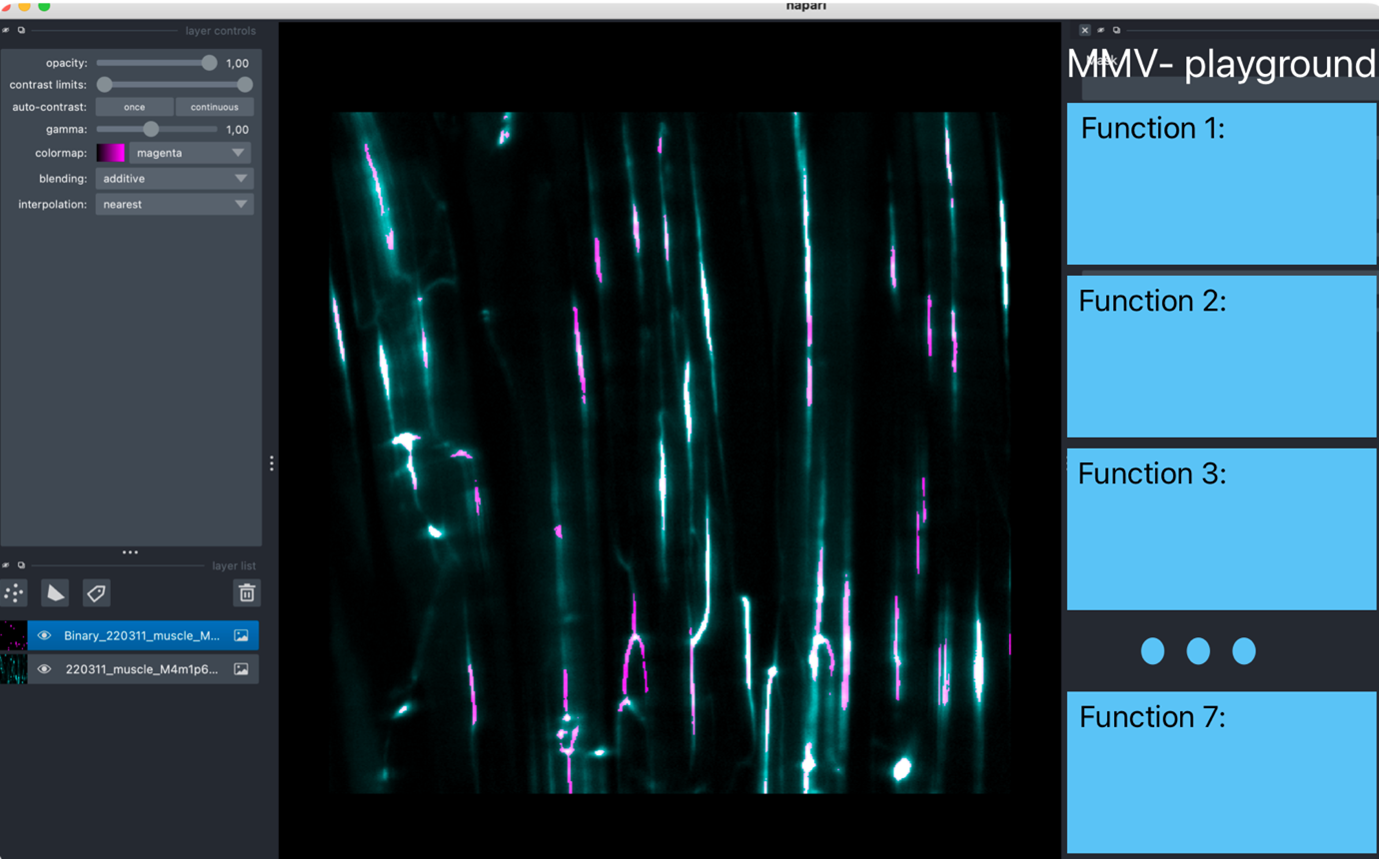 napari
layer controls
opacity: 1,00
contrast limits:
auto-contrast: once continuous
gamma: 1,00
colormap: magenta
blending: additive
interpolation: nearest
layer list
Binary_220311_muscle_M...
220311_muscle_M4m1p6...
MMV- playground
Function 1:
Function 2:
Function 3:
Function 7: